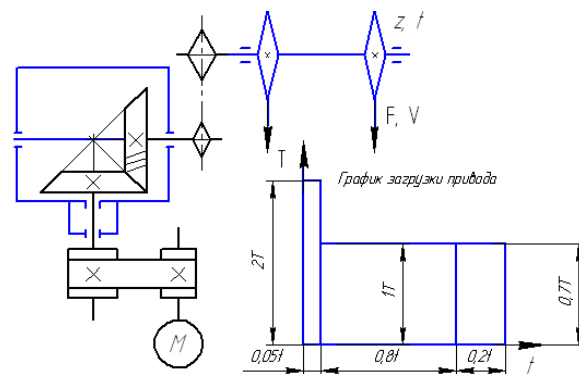 z, t
F, V
T
График загрузки привода
2T
1T
0,7T
0,05t
0,8t
0,2t
t
M